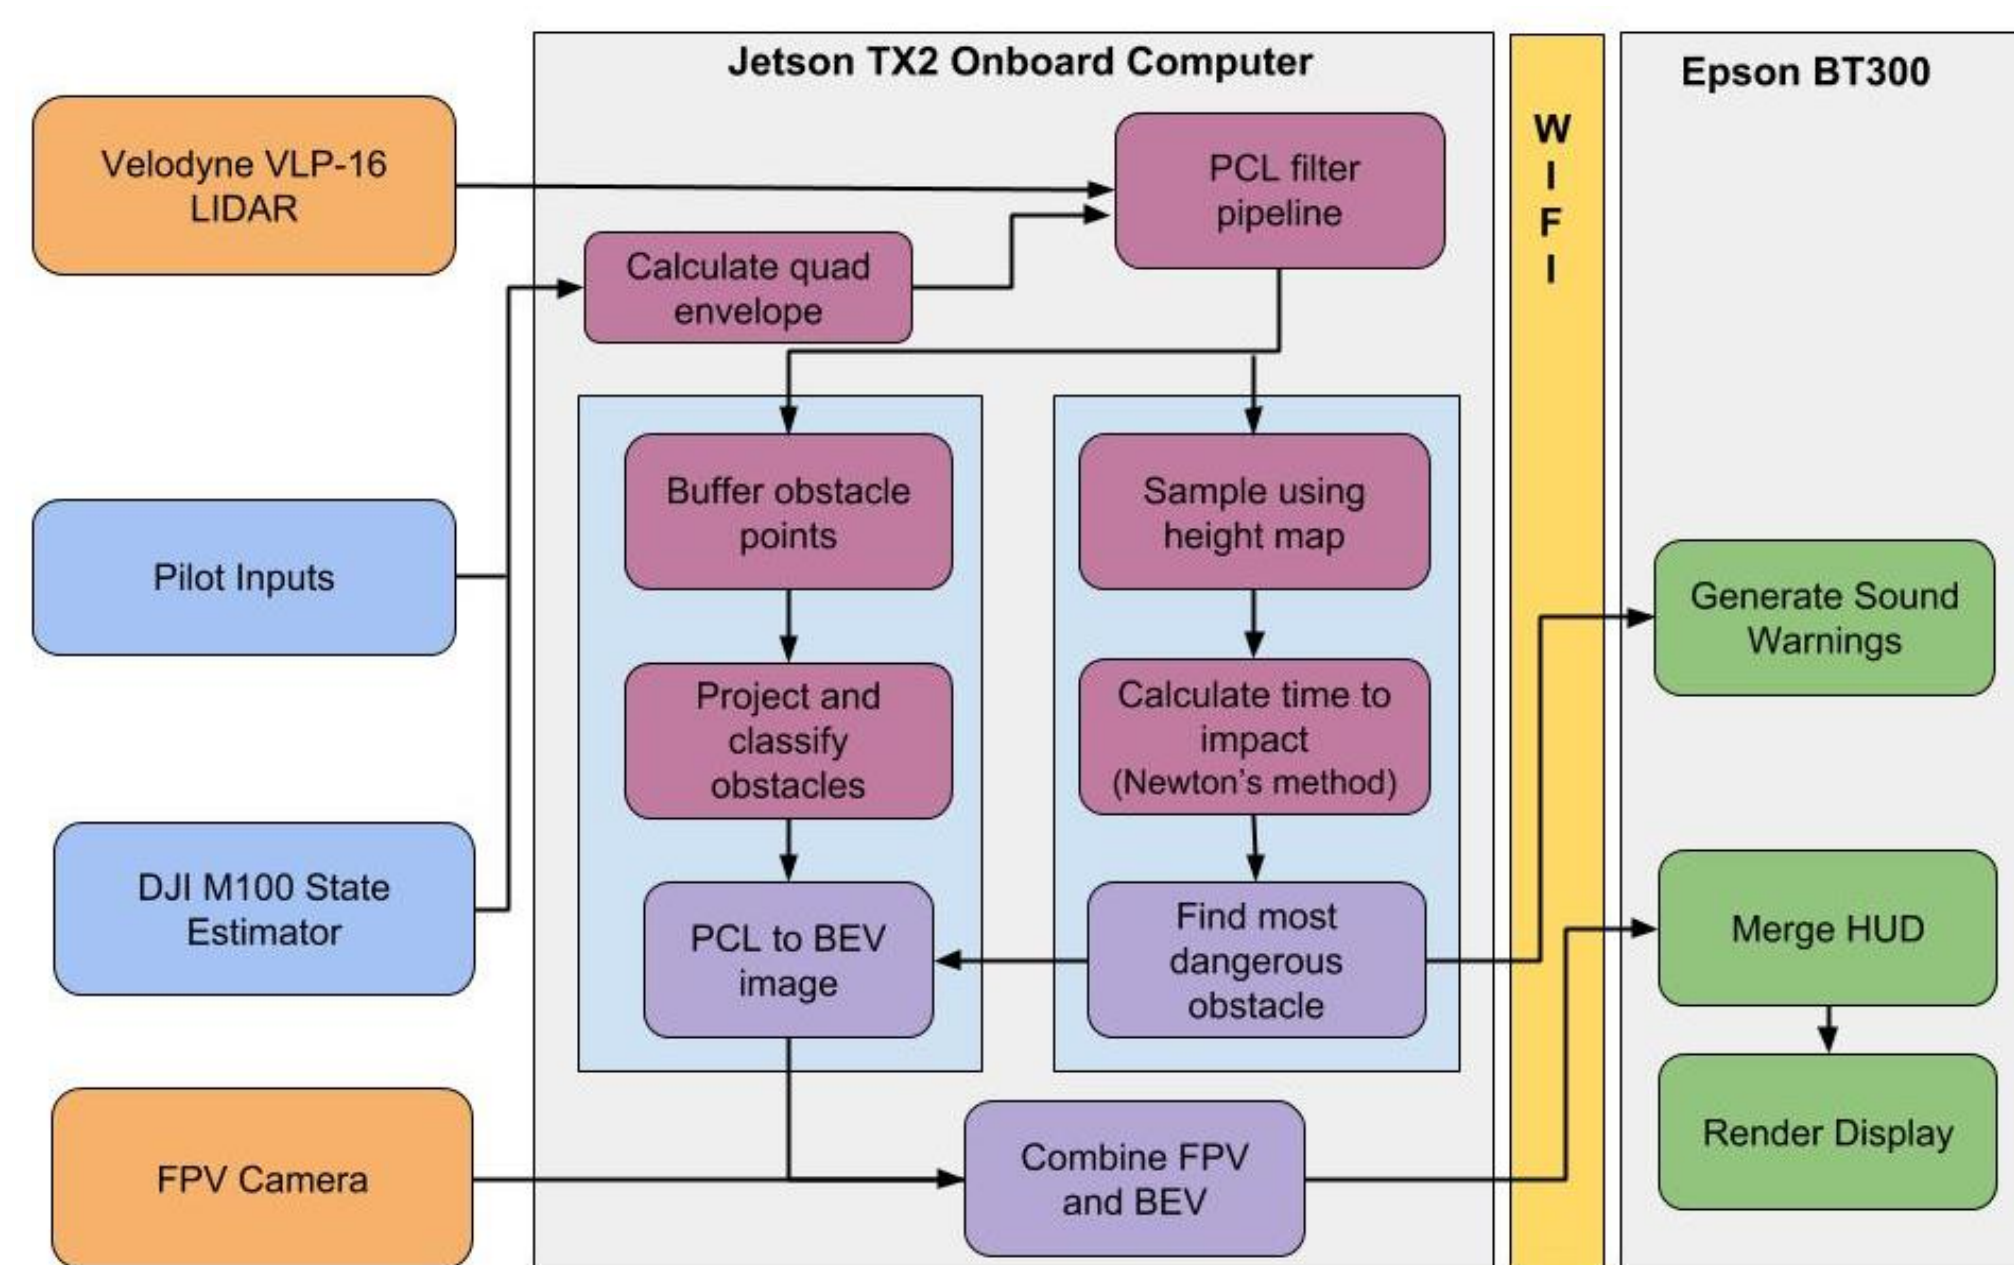 Jetson TX2 Onboard Computer
Epson BT300
W
I
F
I
Velodyne VLP-16
LIDAR
PCL filter
pipeline
Calculate quad
envelope
Pilot Inputs
Buffer obstacle
points
Sample using
height map
Generate Sound
Warnings
Project and
classify
obstacles
Calculate time to
impact
(Newton's method)
DJI M100 State
Estimator
PCL to BEV
image
Find most
dangerous
obstacle
Merge HUD
FPV Camera
Combine FPV
and BEV
Render Display